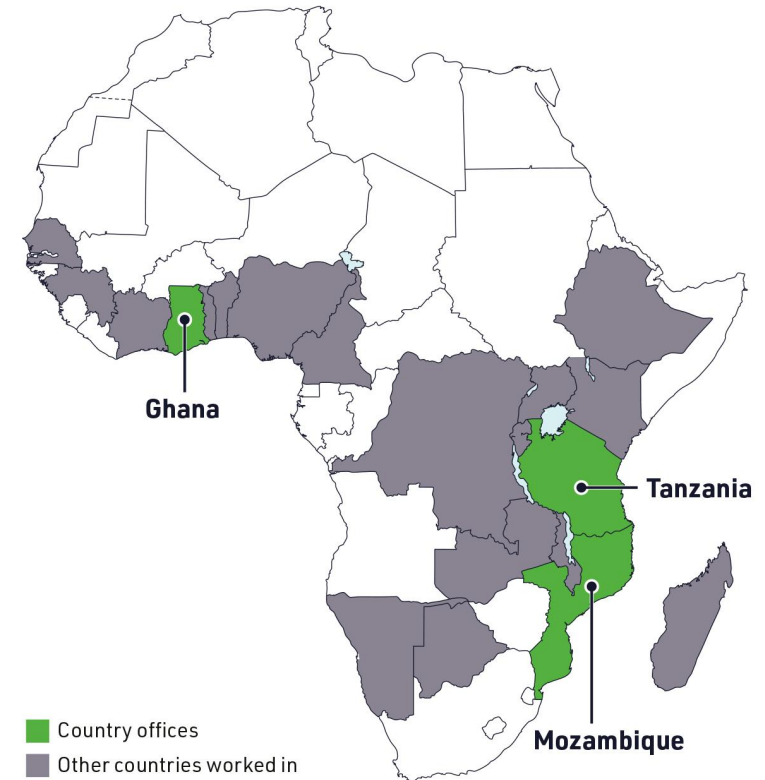 Ghana
Tanzania
Mozambique
Country offices
Other countries worked in